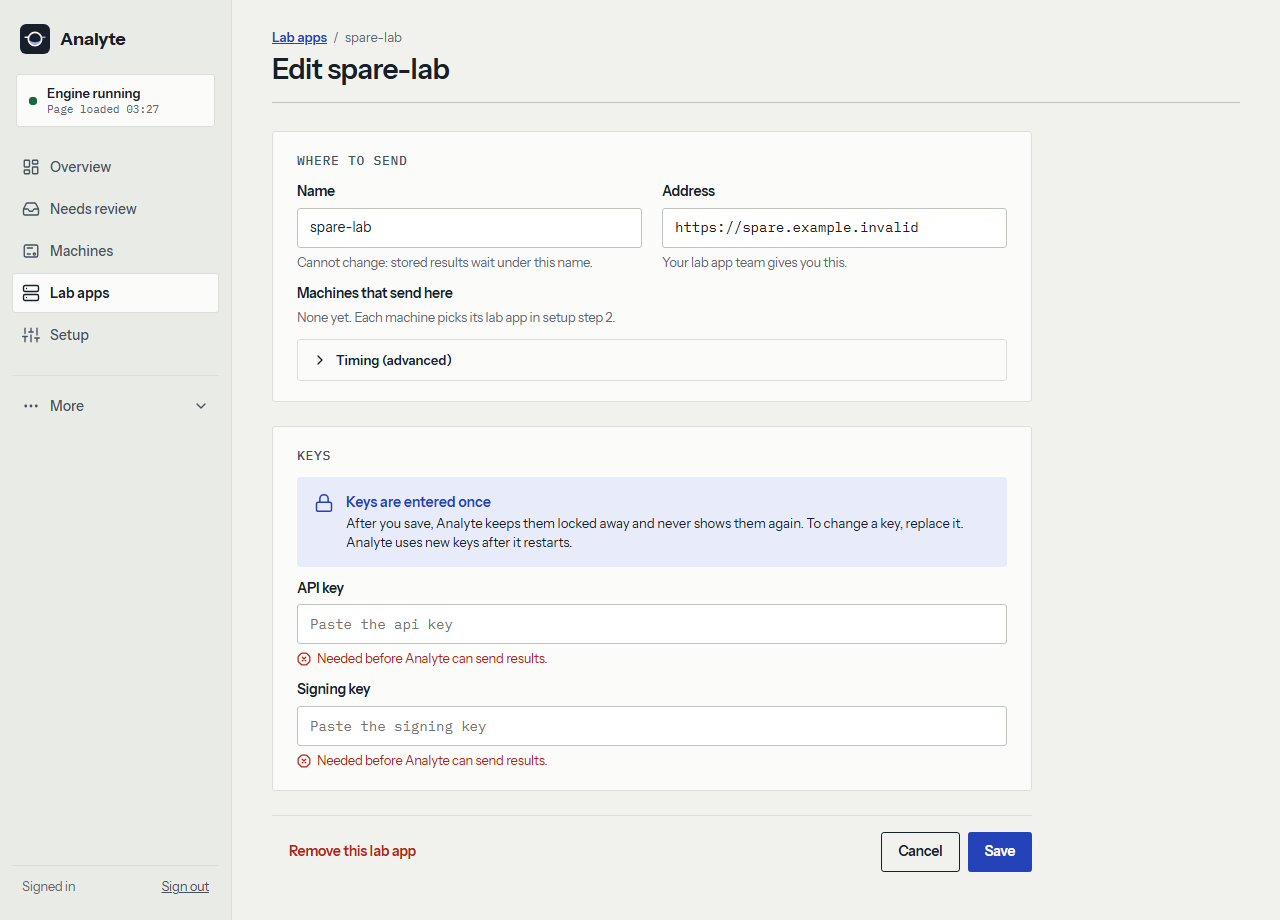 Analyte
Engine running
Page loaded 03:27
Overview
Needs review
Machines
Lab apps
Setup
More
Signed in
Sign out
Lab apps / spare-lab
Edit spare-lab
WHERE TO SEND
Name
spare-lab
Cannot change: stored results wait under this name.
Address
https://spare.example.invalid
Your lab app team gives you this.
Machines that send here
None yet. Each machine picks its lab app in setup step 2.
Timing (advanced)
KEYS
Keys are entered once
After you save, Analyte keeps them locked away and never shows them again. To change a key, replace it.
Analyte uses new keys after it restarts.
API key
Paste the api key
Needed before Analyte can send results.
Signing key
Paste the signing key
Needed before Analyte can send results.
Remove this lab app
Cancel
Save